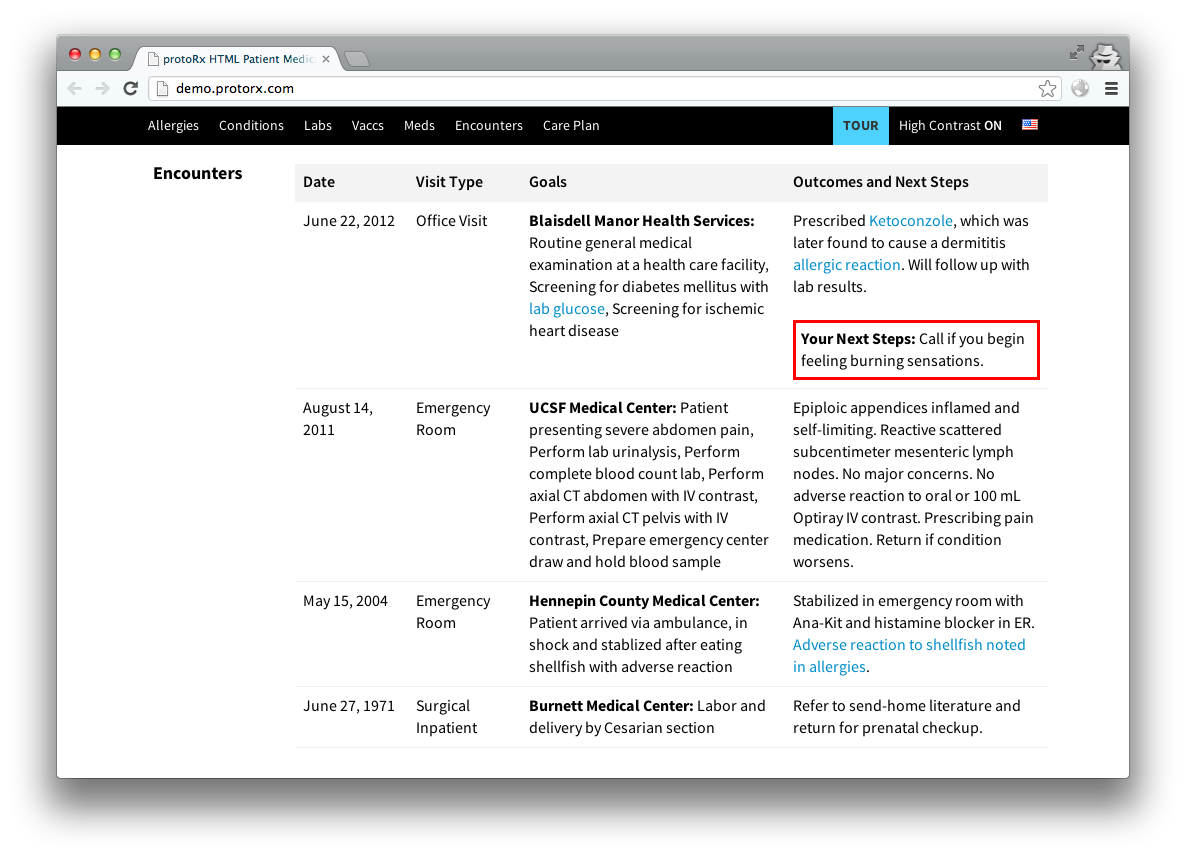 protoRx HTML Patient Medic
demo.protorx.com
Allergies Conditions Labs Vaccs Meds Encounters Care Plan TOUR High Contrast ON
Encounters
Date Visit Type Goals Outcomes and Next Steps
June 22, 2012
Office Visit
Blaisdell Manor Health Services:
Routine general medical
examination at a health care facility,
Screening for diabetes mellitus with
lab glucose, Screening for ischemic
heart disease
Prescribed Ketoconzole, which was
later found to cause a dermititis
allergic reaction. Will follow up with
lab results.
Your Next Steps: Call if you begin
feeling burning sensations.
August 14,
2011
Emergency
Room
UCSF Medical Center: Patient
presenting severe abdomen pain,
Perform lab urinalysis, Perform
complete blood count lab, Perform
axial CT abdomen with IV contrast,
Perform axial CT pelvis with IV
contrast, Prepare emergency center
draw and hold blood sample
Epiploic appendices inflamed and
self-limiting. Reactive scattered
subcentimeter mesenteric lymph
nodes. No major concerns. No
adverse reaction to oral or 100 mL
Optiray IV contrast. Prescribing pain
medication. Return if condition
worsens.
May 15, 2004
Emergency
Room
Hennepin County Medical Center:
Patient arrived via ambulance, in
shock and stablized after eating
shellfish with adverse reaction
Stabilized in emergency room with
Ana-Kit and histamine blocker in ER.
Adverse reaction to shellfish noted
in allergies.
June 27, 1971
Surgical
Inpatient
Burnett Medical Center: Labor and
delivery by Cesarian section
Refer to send-home literature and
return for prenatal checkup.